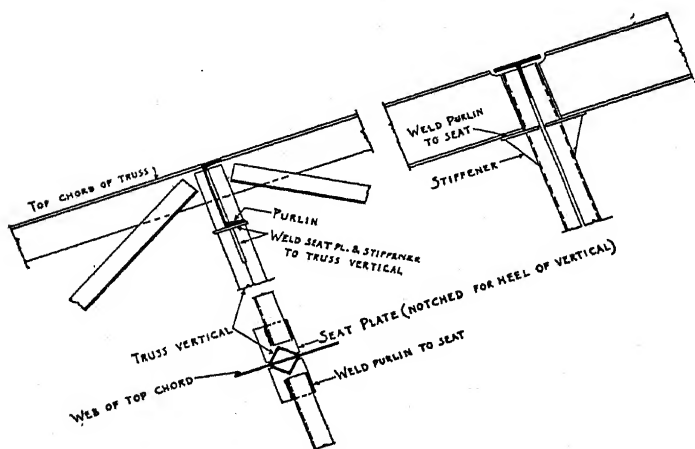 TOP CHORD OF TRUSS
PURLIN
WELD SEAT PL. & STIFFENER
TO TRUSS VERTICAL
WELD PURLIN
TO SEAT
STIFFENER
TRUSS VERTICAL
SEAT PLATE (NOTCHED FOR HEEL OF VERTICAL)
WEB OF TOP CHORD
WELD PURLIN TO SEAT